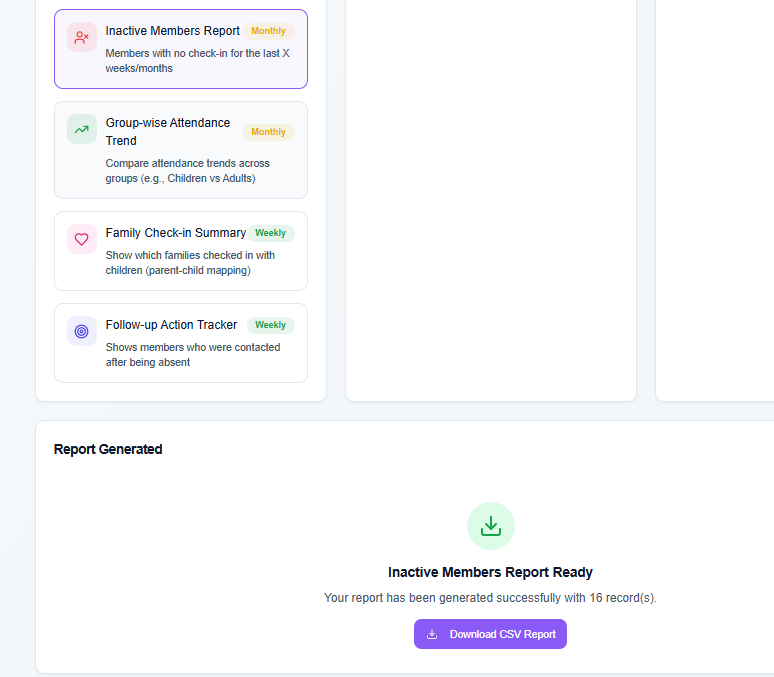 Inactive Members Report Monthly
Members with no check-in for the last X
weeks/months
Group-wise Attendance
Trend
Monthly
Compare attendance trends across
groups (e.g., Children vs Adults)
Family Check-in Summary Weekly
Show which families checked in with
children (parent-child mapping)
Follow-up Action Tracker Weekly
Shows members who were contacted
after being absent
Report Generated
Inactive Members Report Ready
Your report has been generated successfully with 16 record(s).
Download CSV Report